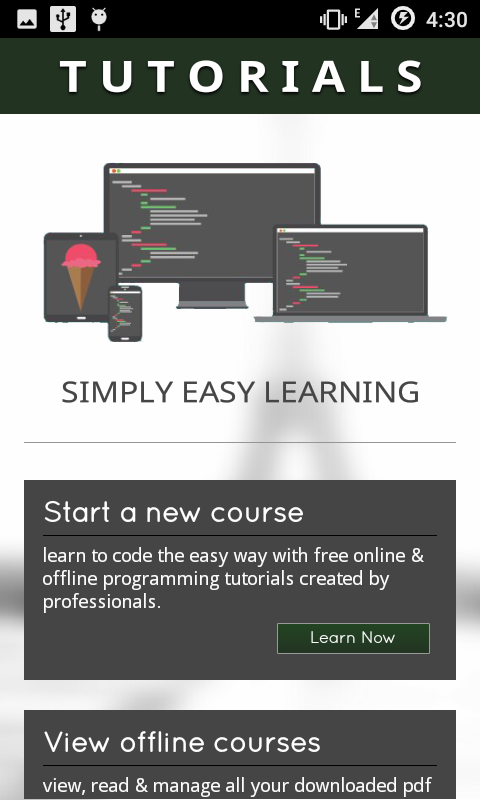 E 4:30
TUTORIALS
SIMPLY EASY LEARNING
Start a new course
learn to code the easy way with free online &
offline programming tutorials created by
professionals.
Learn Now
View offline courses
view, read & manage all your downloaded pdf